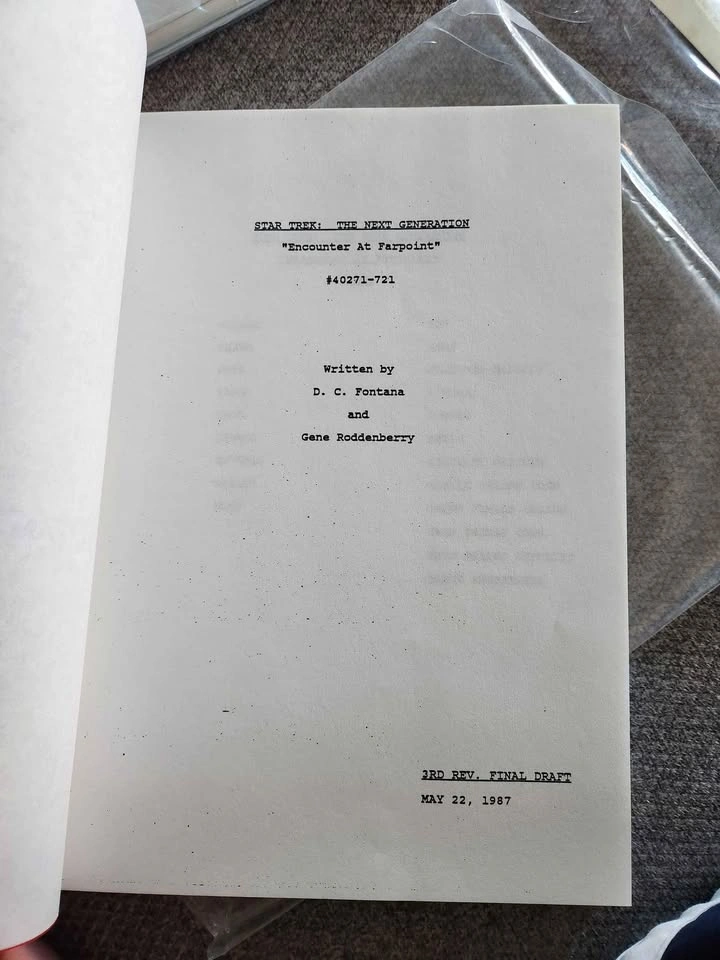 STAR TREK: THE NEXT GENERATION
"Encounter At Farpoint"
#40271-721
Written by
D. C. Fontana
and
Gene Roddenberry
3RD REV. FINAL DRAFT
MAY 22, 1987